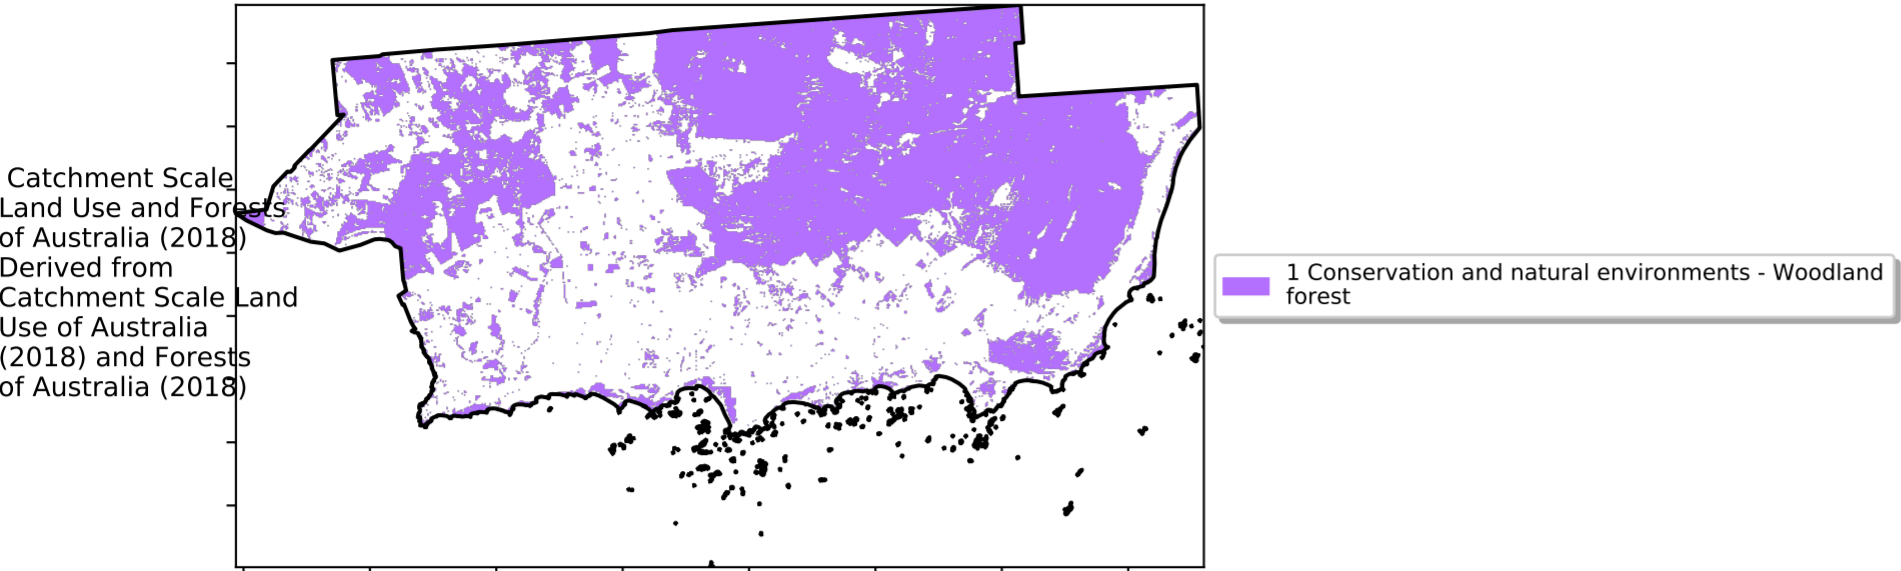 Catchment Scale
Land Use and Forests
of Australia (2018)
Derived from
Catchment Scale Land
Use of Australia
(2018) and Forests
of Australia (2018)
1 Conservation and natural environments - Woodland
forest